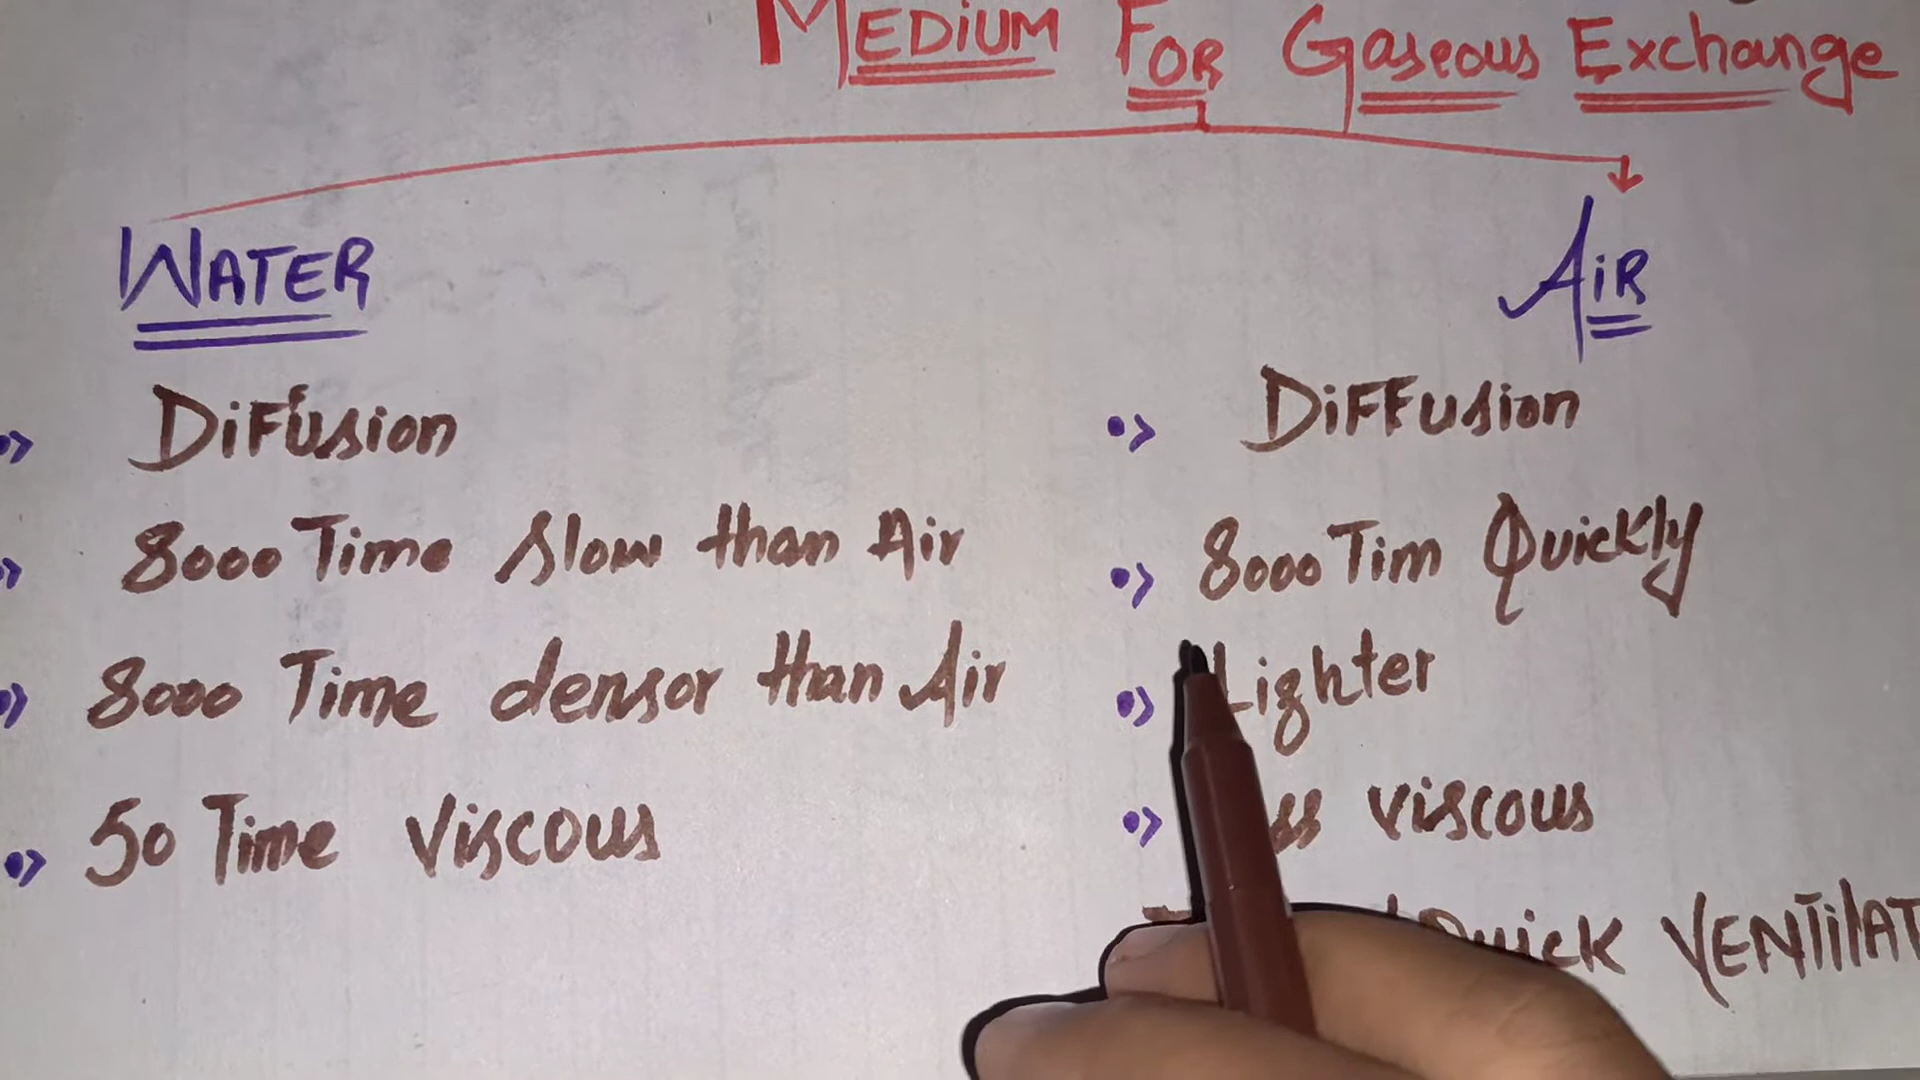 MEDIUM FOR Gaseous Exchange
WATER
AiR
DiFusion
DiFFusion
8000 Time slow than Air
8000 Tim Quickly
8000 Time densor than Air
Lighter
50 Time Viscous
viscous
Quick VENTilAT